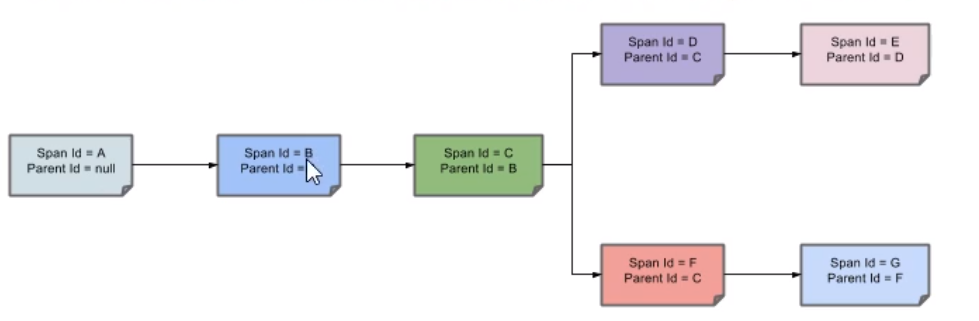 Span Id = D
Parent Id = C
Span Id = E
Parent Id = D
Span Id = A
Parent Id = null
Span Id = B
Parent Id =
Span Id = C
Parent Id = B
Span Id = F
Parent Id = C
Span Id = G
Parent Id = F